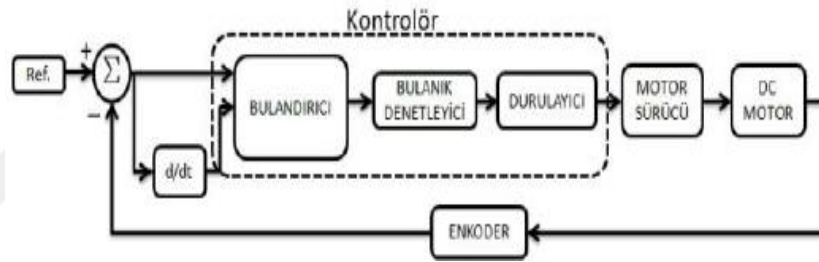 Kontrolör
Ref.
+
Σ
−
d/dt
BULANDIRICI
BULANIK
DENETLEYİCİ
DURULAYICI
MOTOR
SÜRÜCÜ
DC
MOTOR
ENKODER